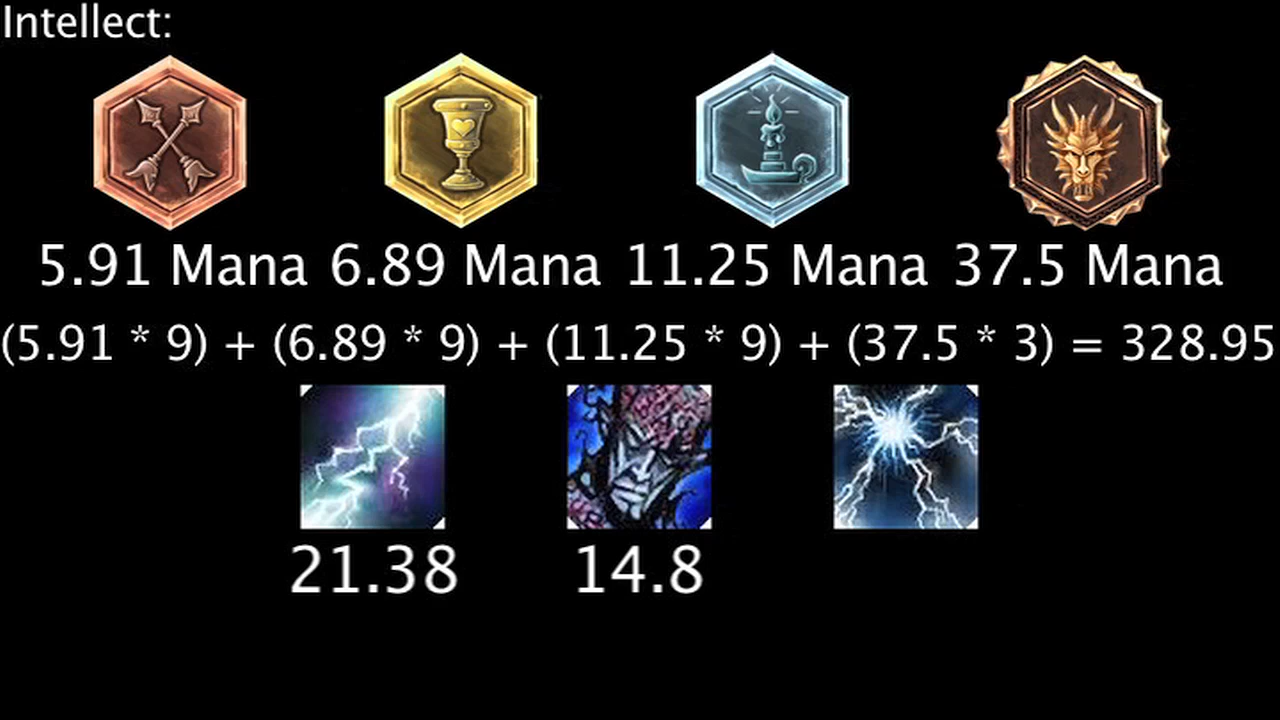 Intellect:
5.91 Mana 6.89 Mana 11.25 Mana 37.5 Mana
(5.91 * 9) + (6.89 * 9) + (11.25 * 9) + (37.5 * 3) = 328.95
21.38 14.8